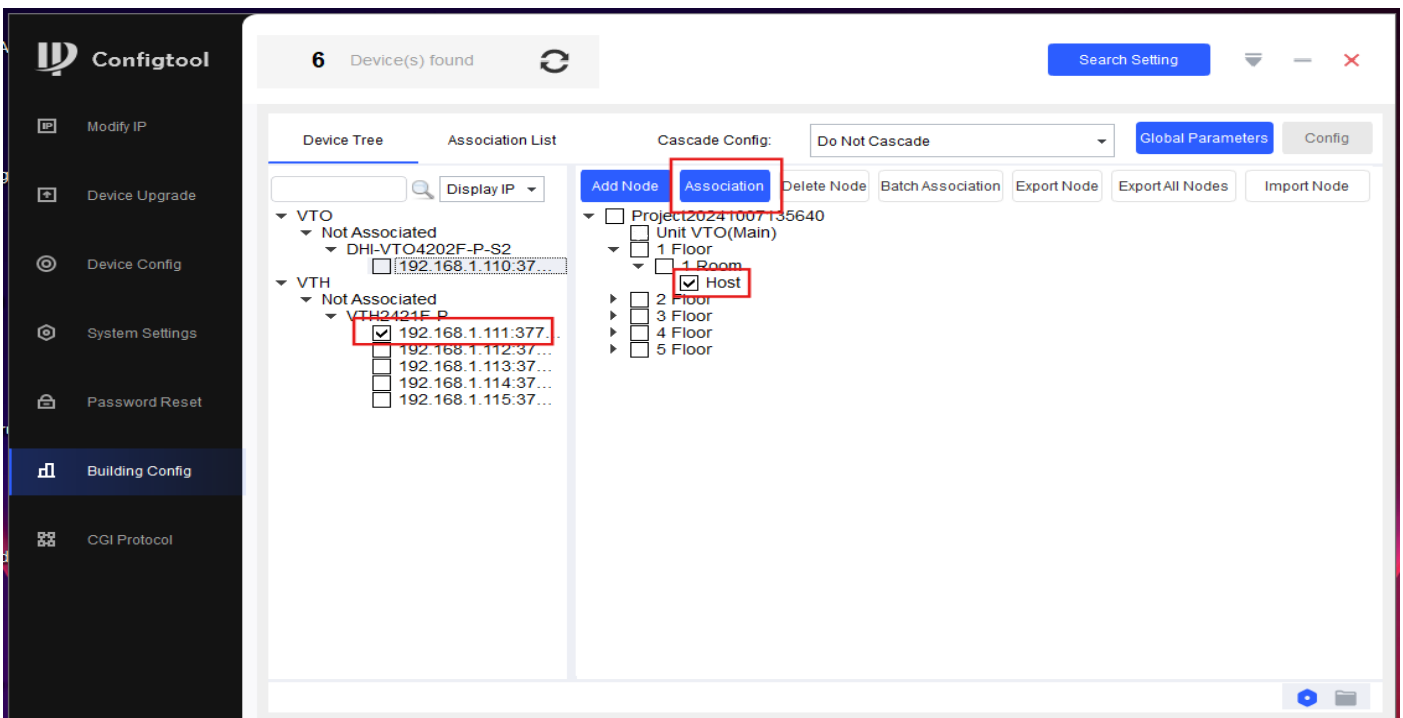 Configtool
6 Device(s) found
Search Setting
Modify IP
Device Upgrade
Device Config
System Settings
Password Reset
Building Config
CGI Protocol
Device Tree Association List Cascade Config: Do Not Cascade Global Parameters Config
Display IP
Add Node Association Delete Node Batch Association Export Node Export All Nodes Import Node
VTO
Not Associated
DHI-VTO4202F-P-S2
192.168.1.110:37...
VTH
Not Associated
VTH2421F-P
192.168.1.111:377...
192.168.1.112:37...
192.168.1.113:37...
192.168.1.114:37...
192.168.1.115:37...
Project20241007135640
Unit VTO(Main)
1 Floor
1 Room
Host
2 Floor
3 Floor
4 Floor
5 Floor